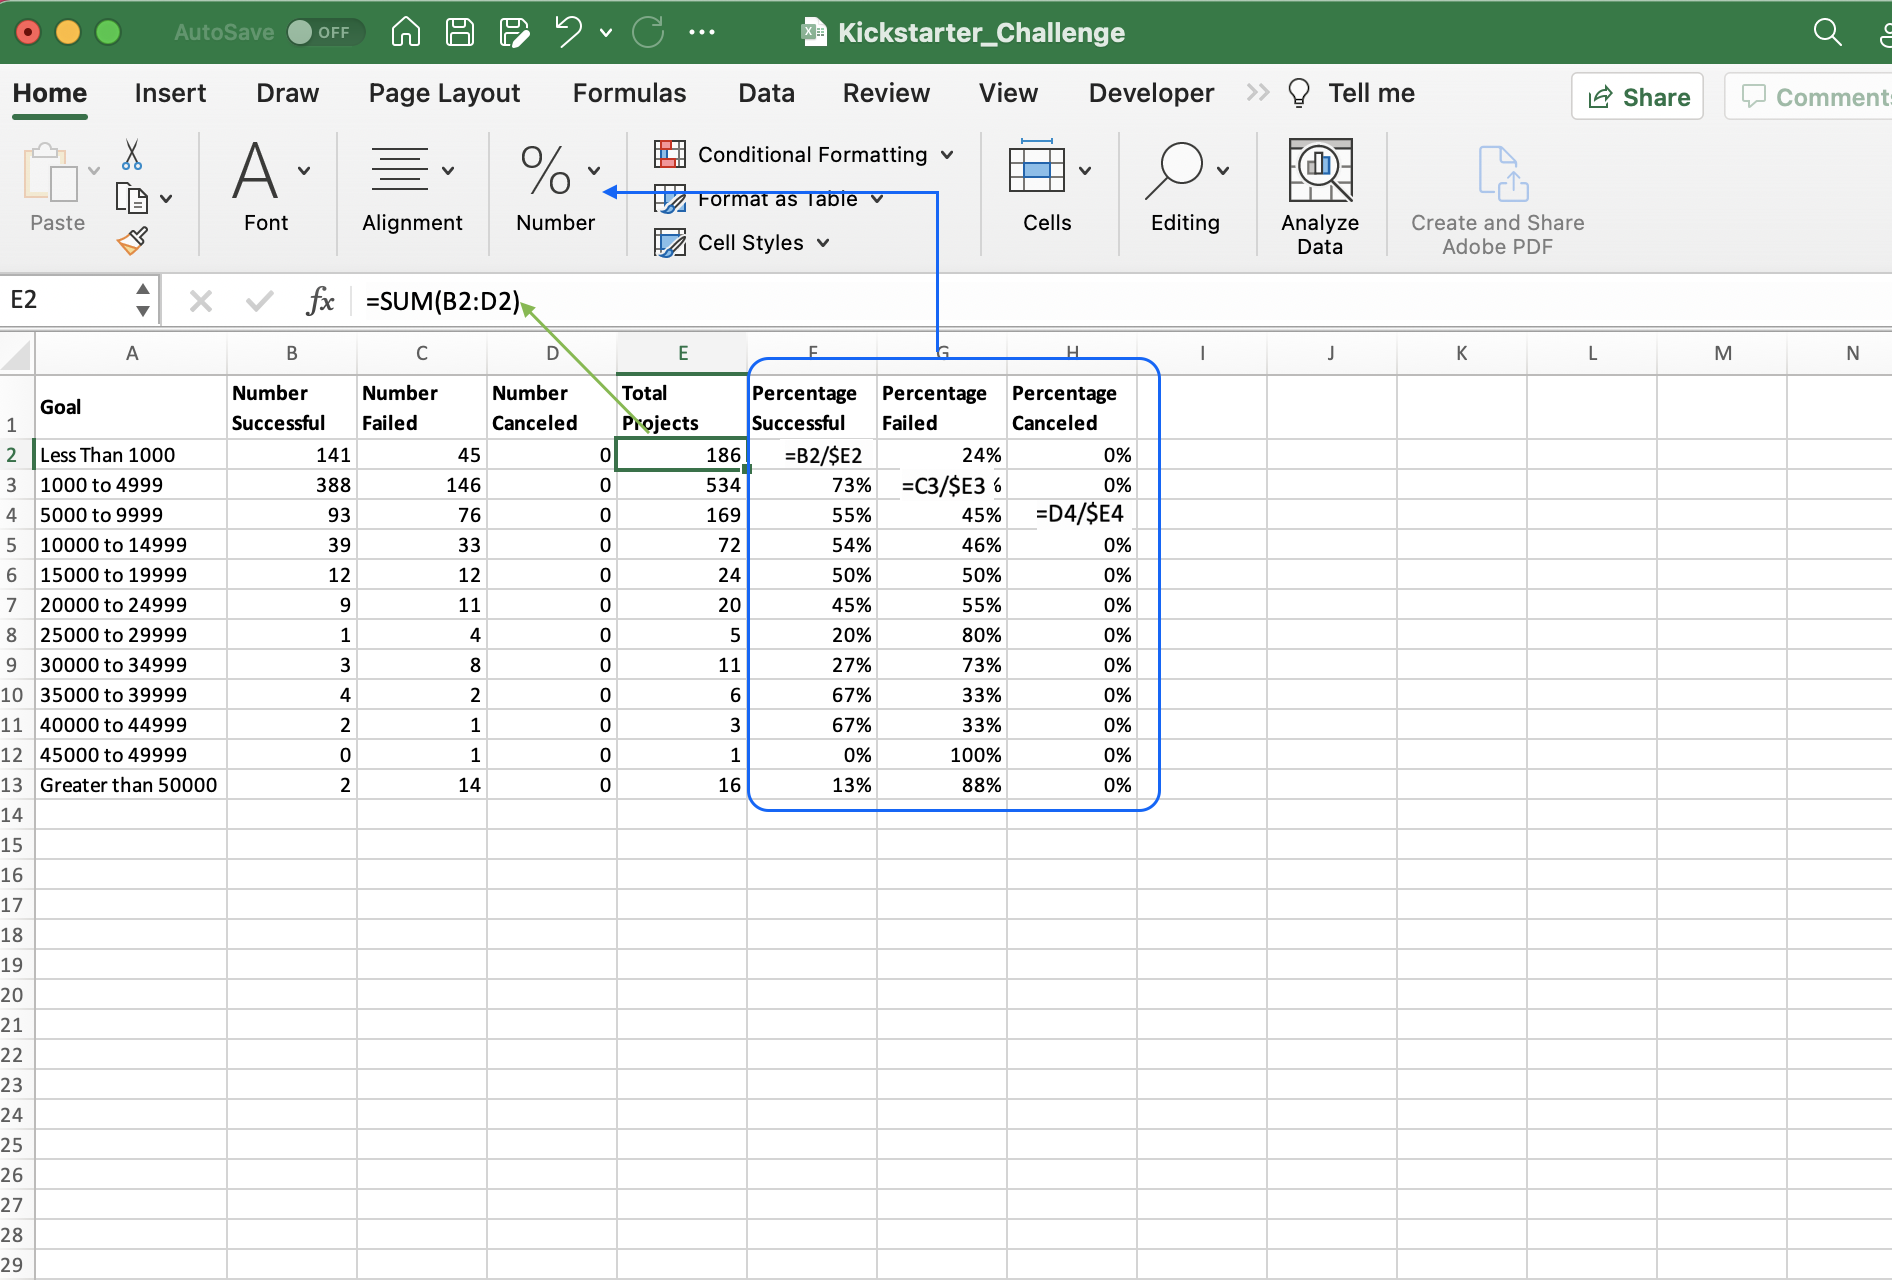 AutoSave OFF Kickstarter_Challenge
Home Insert Draw Page Layout Formulas Data Review View Developer Tell me Share Comments
Paste Font Alignment % Number Conditional Formatting Format as Table Cell Styles Cells Editing Analyze Data Create and Share Adobe PDF
E2 fx =SUM(B2:D2)
A B C D E F G H I J K L M N
1 Goal Number Successful Number Failed Number Canceled Total Projects Percentage Successful Percentage Failed Percentage Canceled
2 Less Than 1000 141 45 0 186 =B2/$E2 24% 0%
3 1000 to 4999 388 146 0 534 73% =C3/$E3 % 0%
4 5000 to 9999 93 76 0 169 55% 45% =D4/$E4
5 10000 to 14999 39 33 0 72 54% 46% 0%
6 15000 to 19999 12 12 0 24 50% 50% 0%
7 20000 to 24999 9 11 0 20 45% 55% 0%
8 25000 to 29999 1 4 0 5 20% 80% 0%
9 30000 to 34999 3 8 0 11 27% 73% 0%
10 35000 to 39999 4 2 0 6 67% 33% 0%
11 40000 to 44999 2 1 0 3 67% 33% 0%
12 45000 to 49999 0 1 0 1 0% 100% 0%
13 Greater than 50000 2 14 0 16 13% 88% 0%
14
15
16
17
18
19
20
21
22
23
24
25
26
27
28
29